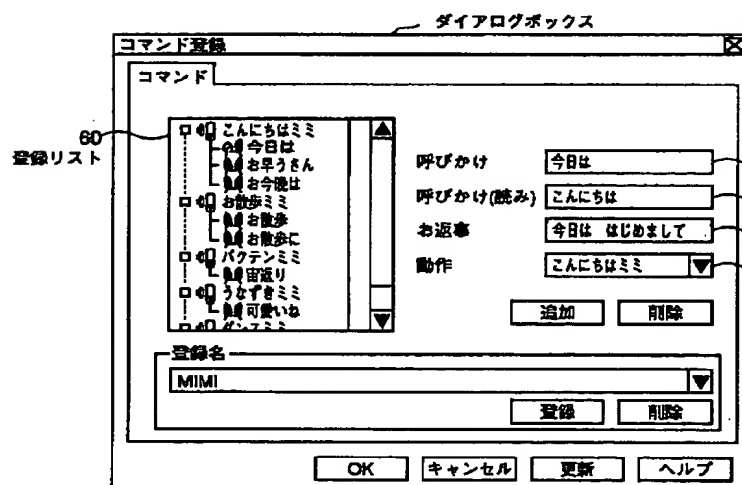 ダイアログボックス
コマンド登録
コマンド
60
登録リスト
こんにちはミミ
今日は
お早うさん
お今晩は
お散歩ミミ
お散歩
お散歩に
バクテンミミ
宙返り
うなずきミミ
可愛いね
ダンスミミ
呼びかけ 今日は
呼びかけ(読み) こんにちは
お返事 今日は はじめまして
動作 こんにちはミミ
追加 削除
登録名
MIMI
登録 削除
OK キャンセル 更新 ヘルプ